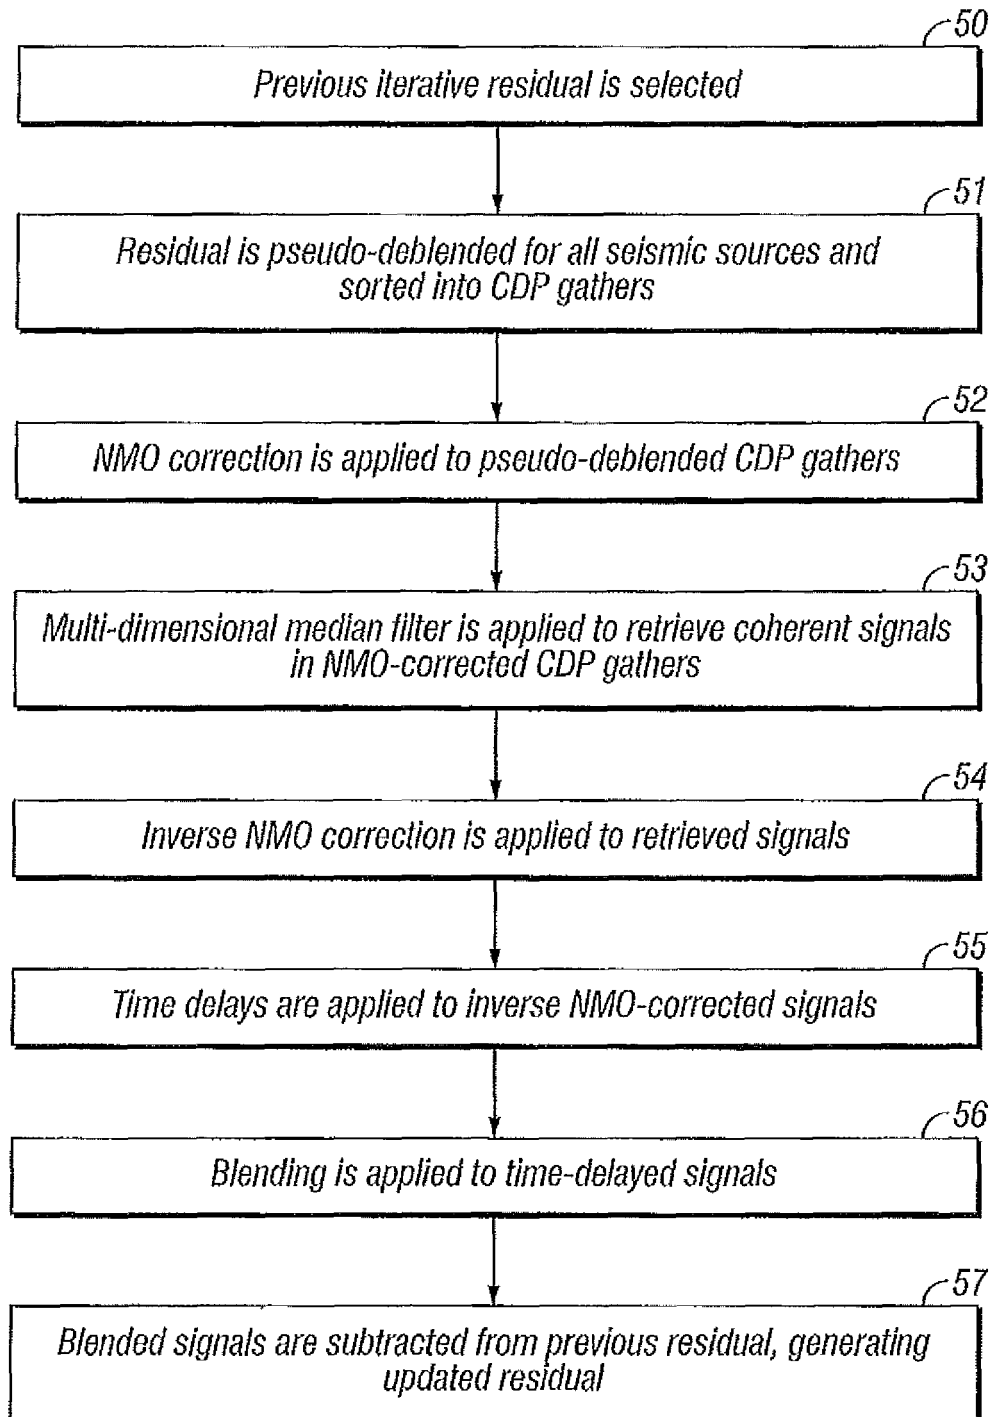 50
Previous iterative residual is selected
51
Residual is pseudo-deblended for all seismic sources and
sorted into CDP gathers
52
NMO correction is applied to pseudo-deblended CDP gathers
53
Multi-dimensional median filter is applied to retrieve coherent signals
in NMO-corrected CDP gathers
54
Inverse NMO correction is applied to retrieved signals
55
Time delays are applied to inverse NMO-corrected signals
56
Blending is applied to time-delayed signals
57
Blended signals are subtracted from previous residual, generating
updated residual